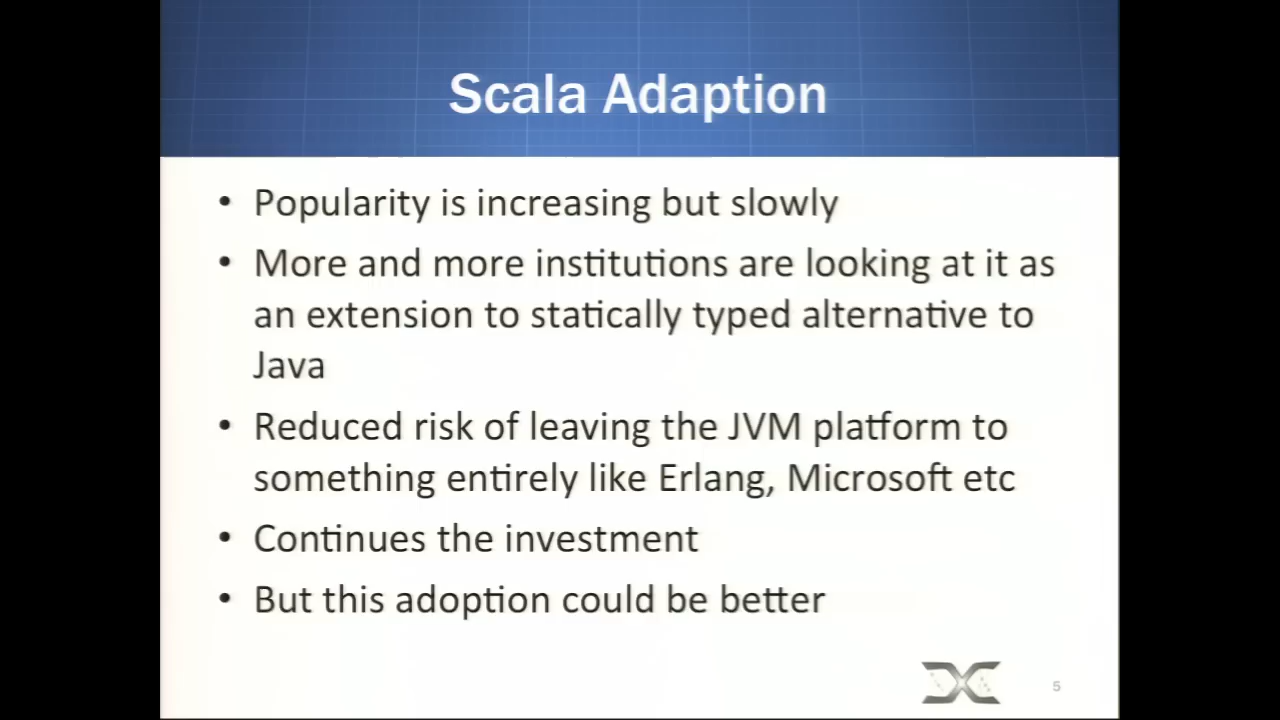 Scala Adaption
• Popularity is increasing but slowly
• More and more institutions are looking at it as
an extension to statically typed alternative to
Java
• Reduced risk of leaving the JVM platform to
something entirely like Erlang, Microsoft etc
• Continues the investment
• But this adoption could be better
5